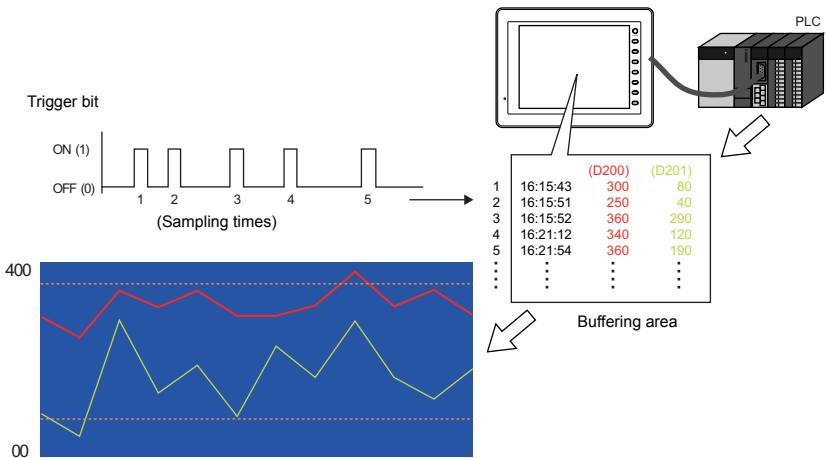 PLC
Trigger bit
ON (1)
OFF (0)
1 2 3 4 5
(Sampling times)
(D200) (D201)
1 16:15:43 300 80
2 16:15:51 250 40
3 16:15:52 360 290
4 16:21:12 340 120
5 16:21:54 360 190
Buffering area
400
00